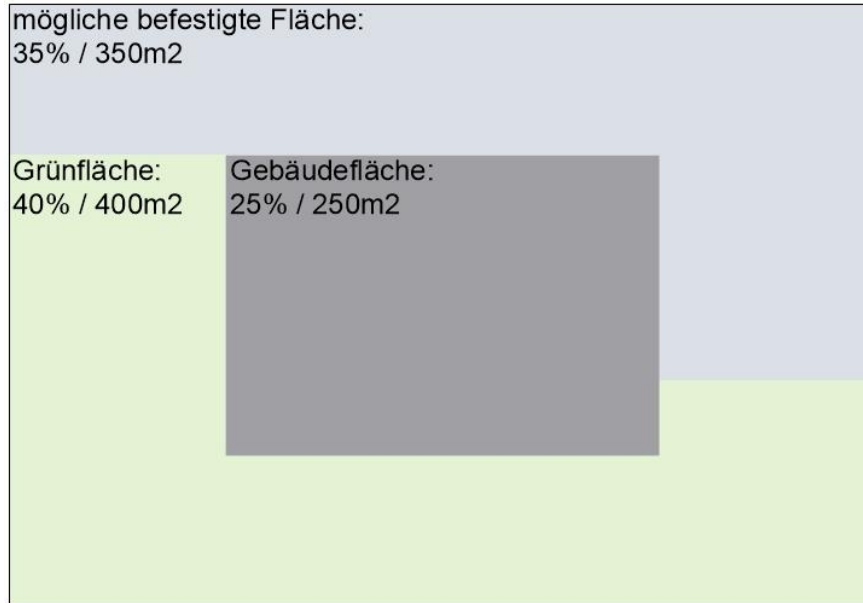 mögliche befestigte Fläche:
35% / 350m2
Grünfläche:
40% / 400m2
Gebäudefläche:
25% / 250m2